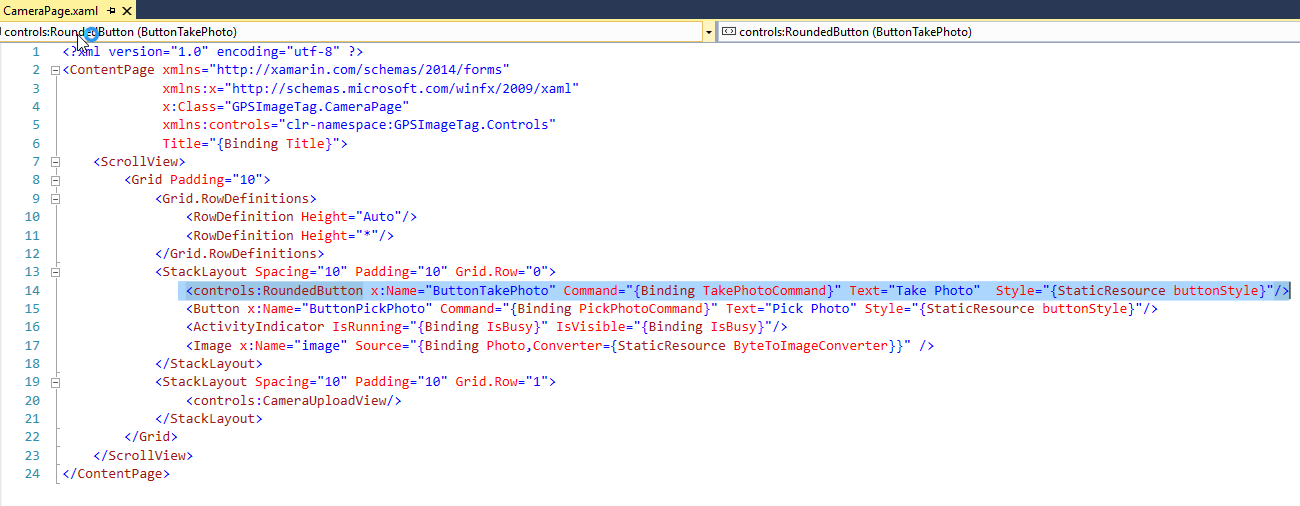 CameraPage.xaml
controls:RoundedButton (ButtonTakePhoto) controls:RoundedButton (ButtonTakePhoto)
1 <?xml version="1.0" encoding="utf-8" ?>
2 <ContentPage xmlns="http://xamarin.com/schemas/2014/forms"
3 xmlns:x="http://schemas.microsoft.com/winfx/2009/xaml"
4 x:Class="GPSImageTag.CameraPage"
5 xmlns:controls="clr-namespace:GPSImageTag.Controls"
6 Title="{Binding Title}">
7 <ScrollView>
8 <Grid Padding="10">
9 <Grid.RowDefinitions>
10 <RowDefinition Height="Auto"/>
11 <RowDefinition Height="*"/>
12 </Grid.RowDefinitions>
13 <StackLayout Spacing="10" Padding="10" Grid.Row="0">
14 <controls:RoundedButton x:Name="ButtonTakePhoto" Command="{Binding TakePhotoCommand}" Text="Take Photo"  Style="{StaticResource buttonStyle}"/>
15 <Button x:Name="ButtonPickPhoto" Command="{Binding PickPhotoCommand}" Text="Pick Photo" Style="{StaticResource buttonStyle}"/>
16 <ActivityIndicator IsRunning="{Binding IsBusy}" IsVisible="{Binding IsBusy}"/>
17 <Image x:Name="image" Source="{Binding Photo,Converter={StaticResource ByteToImageConverter}}" />
18 </StackLayout>
19 <StackLayout Spacing="10" Padding="10" Grid.Row="1">
20 <controls:CameraUploadView/>
21 </StackLayout>
22 </Grid>
23 </ScrollView>
24 </ContentPage>